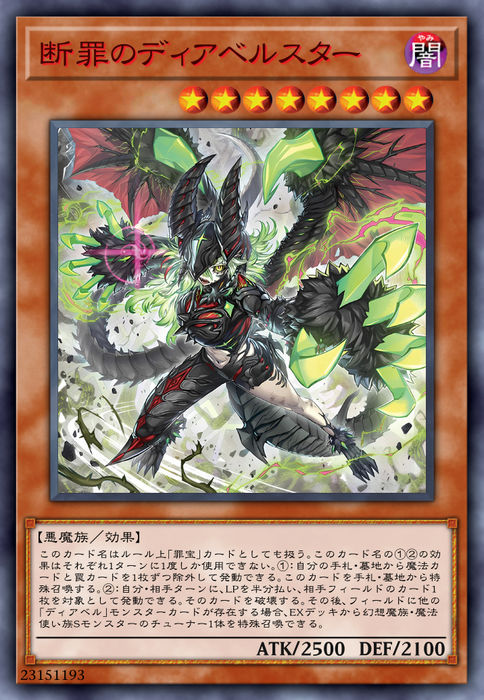 断罪のディアベルスター
やみ
闇
【悪魔族／効果】
このカード名はルール上「罪宝」カードとしても扱う。このカード名の①②の効
果はそれぞれ1ターンに1度しか使用できない。①：自分の手札・墓地から魔法カ
ードと罠カードを1枚ずつ除外して発動できる。このカードを手札・墓地から特
殊召喚する。②：自分・相手ターンに、LPを半分払い、相手フィールドのカード1
枚を対象として発動できる。そのカードを破壊する。その後、フィールドに他の
「ディアベル」モンスターカードが存在する場合、EXデッキから幻想魔族・魔法
使い族Sモンスターのチューナー1体を特殊召喚できる。
ATK/2500 DEF/2100
23151193